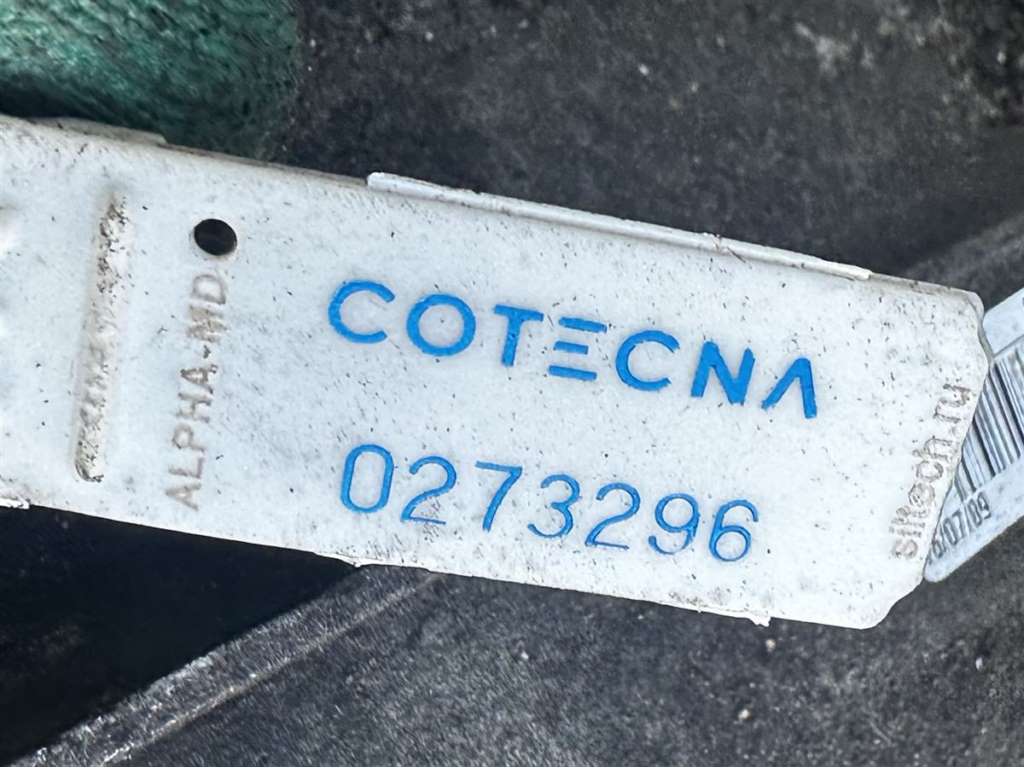 ALPHA-MD
COTECNA
0273296
siltech.ru